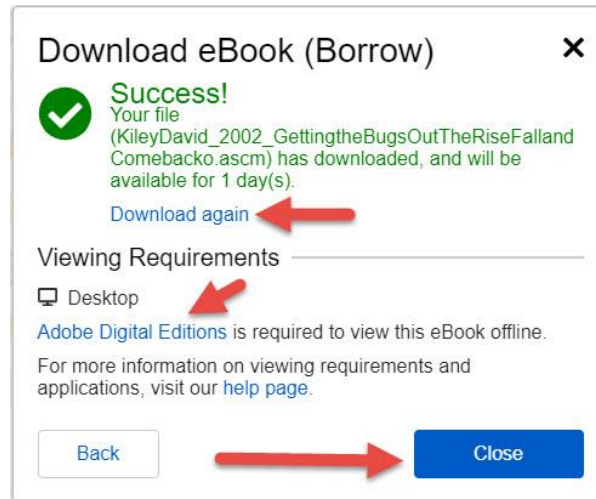 Download eBook (Borrow)
Success!
Your file
(KileyDavid_2002_GettingtheBugsOutTheRiseFalland
Comebacko.ascm) has downloaded, and will be
available for 1 day(s).
Download again
Viewing Requirements
Desktop
Adobe Digital Editions is required to view this eBook offline.
For more information on viewing requirements and
applications, visit our help page.
Back
Close